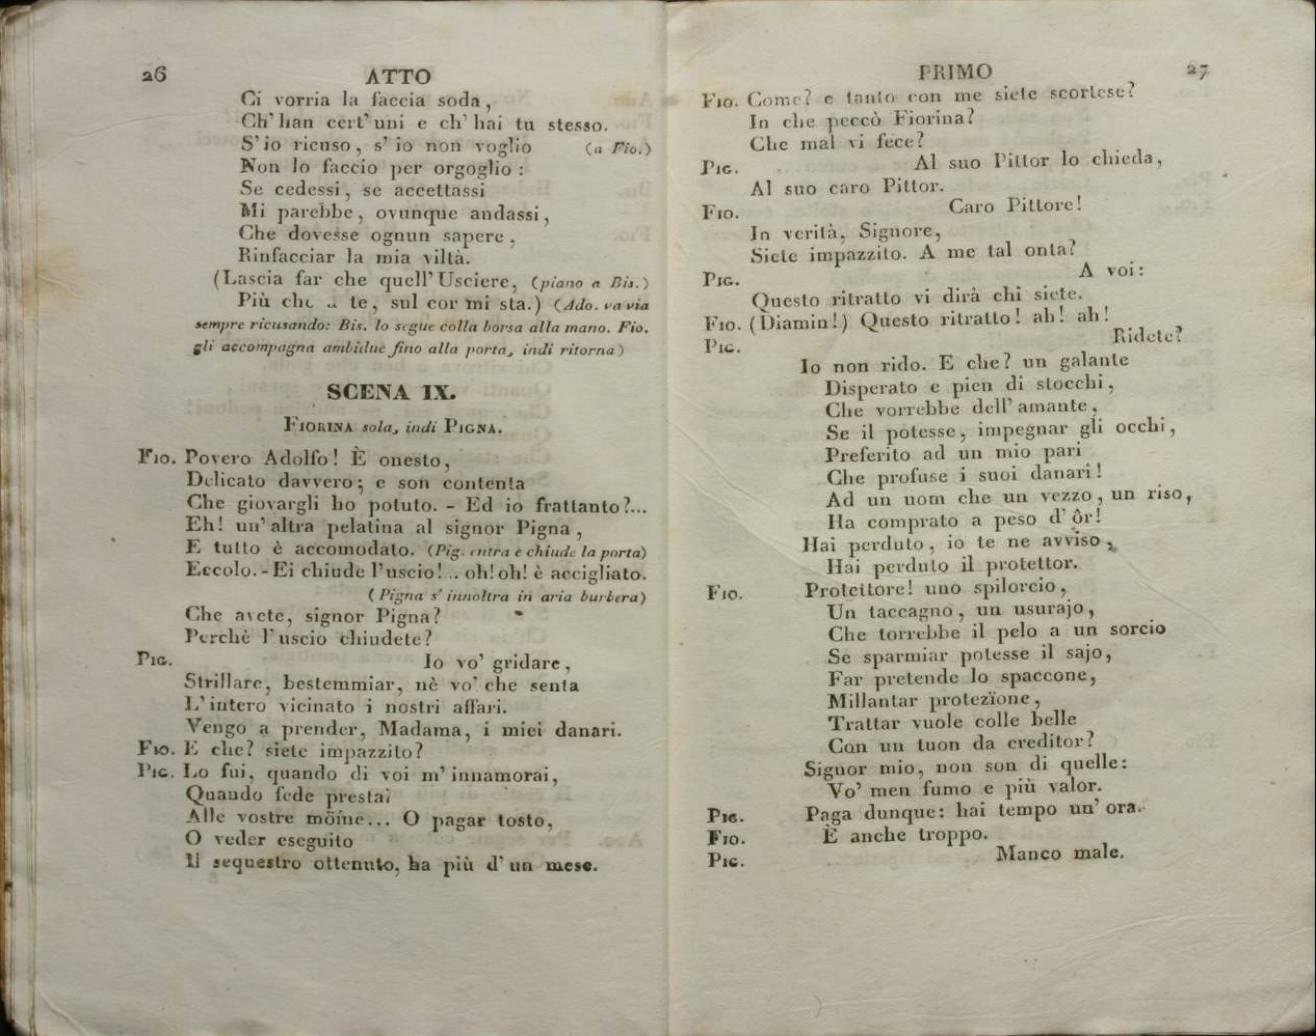 26 ATTO
Ci vorria la faccia soda,
Ch' han cert' uni e ch' hai tu stesso.
S' io ricuso, s' io non voglio (a Fio.)
Non lo faccio per orgoglio:
Se cedessi, se accettassi
Mi parebbe, ovunque andassi,
Che dovesse ognun sapere,
Rinfacciar la mia viltà.
(Lascia far che quell' Usciere, (piano a Bis.)
Più che a te, sul cor mi sta.) (Ado. va via
sempre ricusando: Bis. lo segue colla borsa alla mano. Fio.
gli accompagna ambidue fino alla porta, indi ritorna)
SCENA IX.
FIORINA sola, indi PIGNA.
FIO. Povero Adolfo! È onesto,
Delicato davvero; e son contenta
Che giovargli ho potuto. - Ed io frattanto?...
Eh! un' altra pelatina al signor Pigna,
E tutto è accomodato. (Pig. entra e chiude la porta)
Eccolo. - Ei chiude l' uscio!... oh! oh! è accigliato.
(Pigna s' innoltra in aria burbera)
Che avete, signor Pigna?
Perchè l' uscio chiudete?
PIG. Io vo' gridare,
Strillare, bestemmiar, nè vo' che senta
L' intero vicinato i nostri affari.
Vengo a prender, Madama, i miei danari.
FIO. E che? siete impazzito?
PIG. Lo fui, quando di voi m' innamorai,
Quando fede prestai
Alle vostre moine... O pagar tosto,
O veder eseguito
Il sequestro ottenuto, ha più d' un mese.
PRIMO 27
FIO. Come? e tanto con me siete scortese?
In che peccò Fiorina?
Che mal vi fece?
PIG. Al suo Pittor lo chieda,
Al suo caro Pittor.
FIO. Caro Pittore!
In verità, Signore,
Siete impazzito. A me tal onta?
PIG. A voi:
Questo ritratto vi dirà chi siete.
FIO. (Diamin!) Questo ritratto! ah! ah!
PIG. Ridete?
Io non rido. E che? un galante
Disperato e pien di stocchi,
Che vorrebbe dell' amante,
Se il potesse, impegnar gli occhi,
Preferito ad un mio pari
Che profuse i suoi danari!
Ad un uom che un vezzo, un riso,
Ha comprato a peso d' ôr!
Hai perduto, io te ne avviso,
Hai perduto il protettor.
FIO. Protettore! uno spilorcio,
Un taccagno, un usurajo,
Che torrebbe il pelo a un sorcio
Se sparmiar potesse il sajo,
Far pretende lo spaccone,
Millantar protezïone,
Trattar vuole colle belle
Con un tuon da creditor?
Signor mio, non son di quelle:
Vo' men fumo e più valor.
PIG. Paga dunque: hai tempo un' ora.
FIO. È anche troppo.
PIG. Manco male.